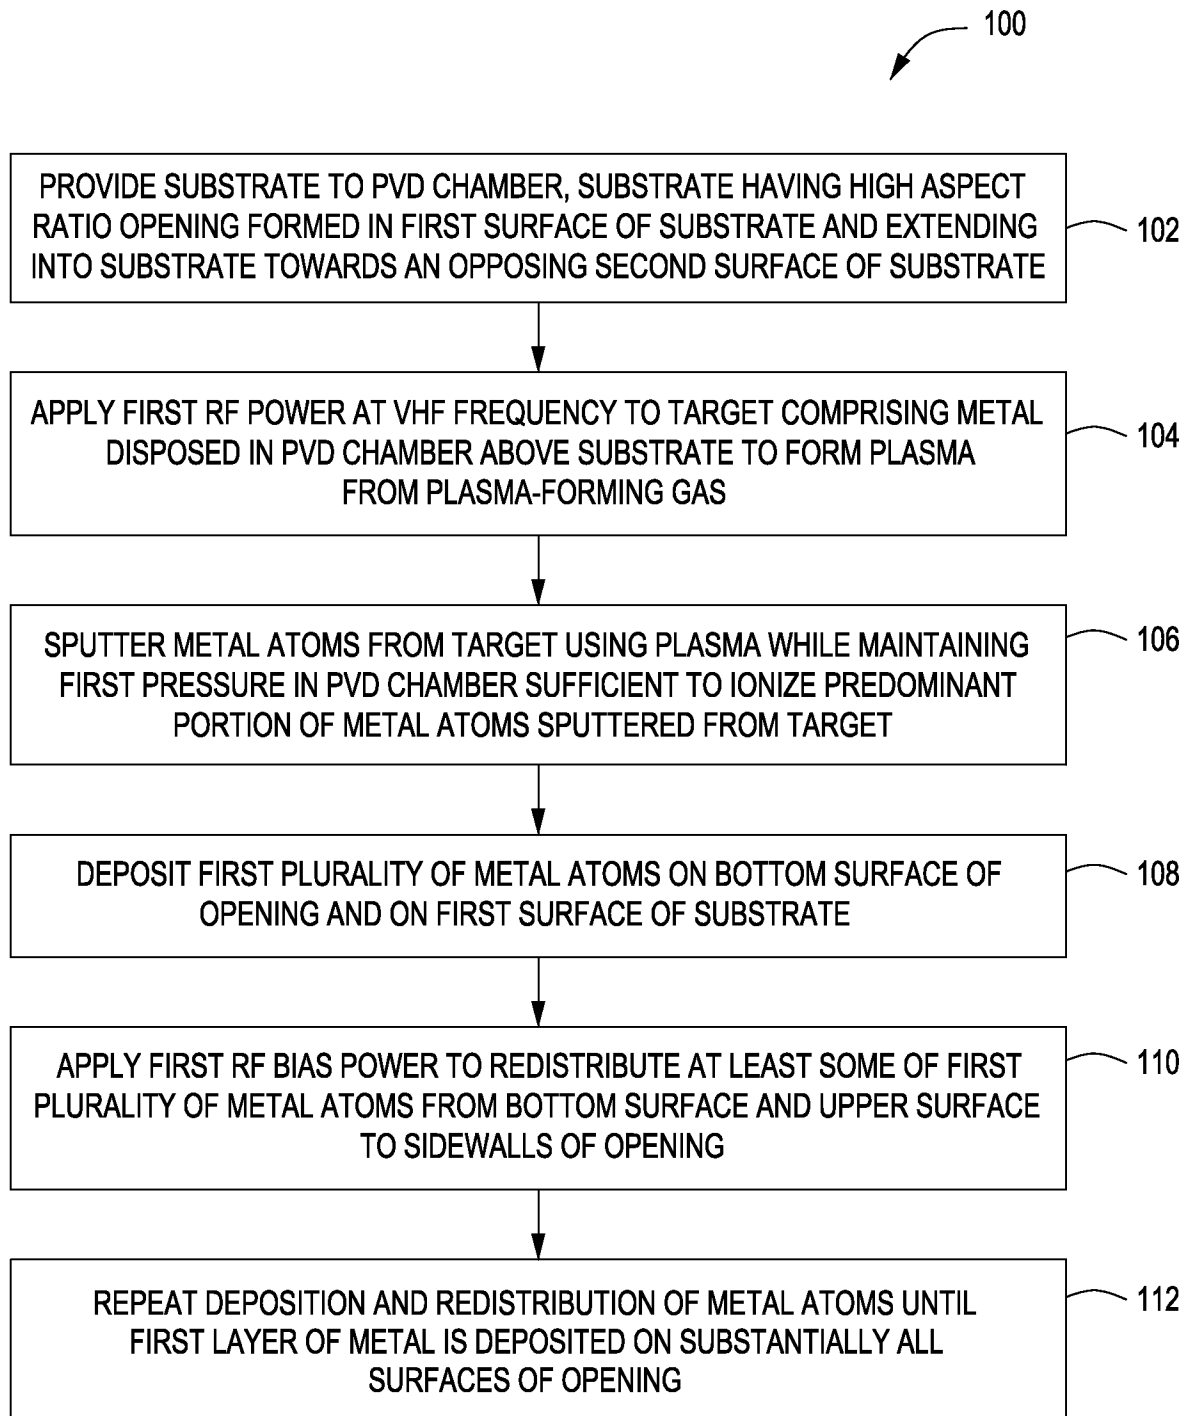 100
PROVIDE SUBSTRATE TO PVD CHAMBER, SUBSTRATE HAVING HIGH ASPECT
RATIO OPENING FORMED IN FIRST SURFACE OF SUBSTRATE AND EXTENDING
INTO SUBSTRATE TOWARDS AN OPPOSING SECOND SURFACE OF SUBSTRATE
102
APPLY FIRST RF POWER AT VHF FREQUENCY TO TARGET COMPRISING METAL
DISPOSED IN PVD CHAMBER ABOVE SUBSTRATE TO FORM PLASMA
FROM PLASMA-FORMING GAS
104
SPUTTER METAL ATOMS FROM TARGET USING PLASMA WHILE MAINTAINING
FIRST PRESSURE IN PVD CHAMBER SUFFICIENT TO IONIZE PREDOMINANT
PORTION OF METAL ATOMS SPUTTERED FROM TARGET
106
DEPOSIT FIRST PLURALITY OF METAL ATOMS ON BOTTOM SURFACE OF
OPENING AND ON FIRST SURFACE OF SUBSTRATE
108
APPLY FIRST RF BIAS POWER TO REDISTRIBUTE AT LEAST SOME OF FIRST
PLURALITY OF METAL ATOMS FROM BOTTOM SURFACE AND UPPER SURFACE
TO SIDEWALLS OF OPENING
110
REPEAT DEPOSITION AND REDISTRIBUTION OF METAL ATOMS UNTIL
FIRST LAYER OF METAL IS DEPOSITED ON SUBSTANTIALLY ALL
SURFACES OF OPENING
112